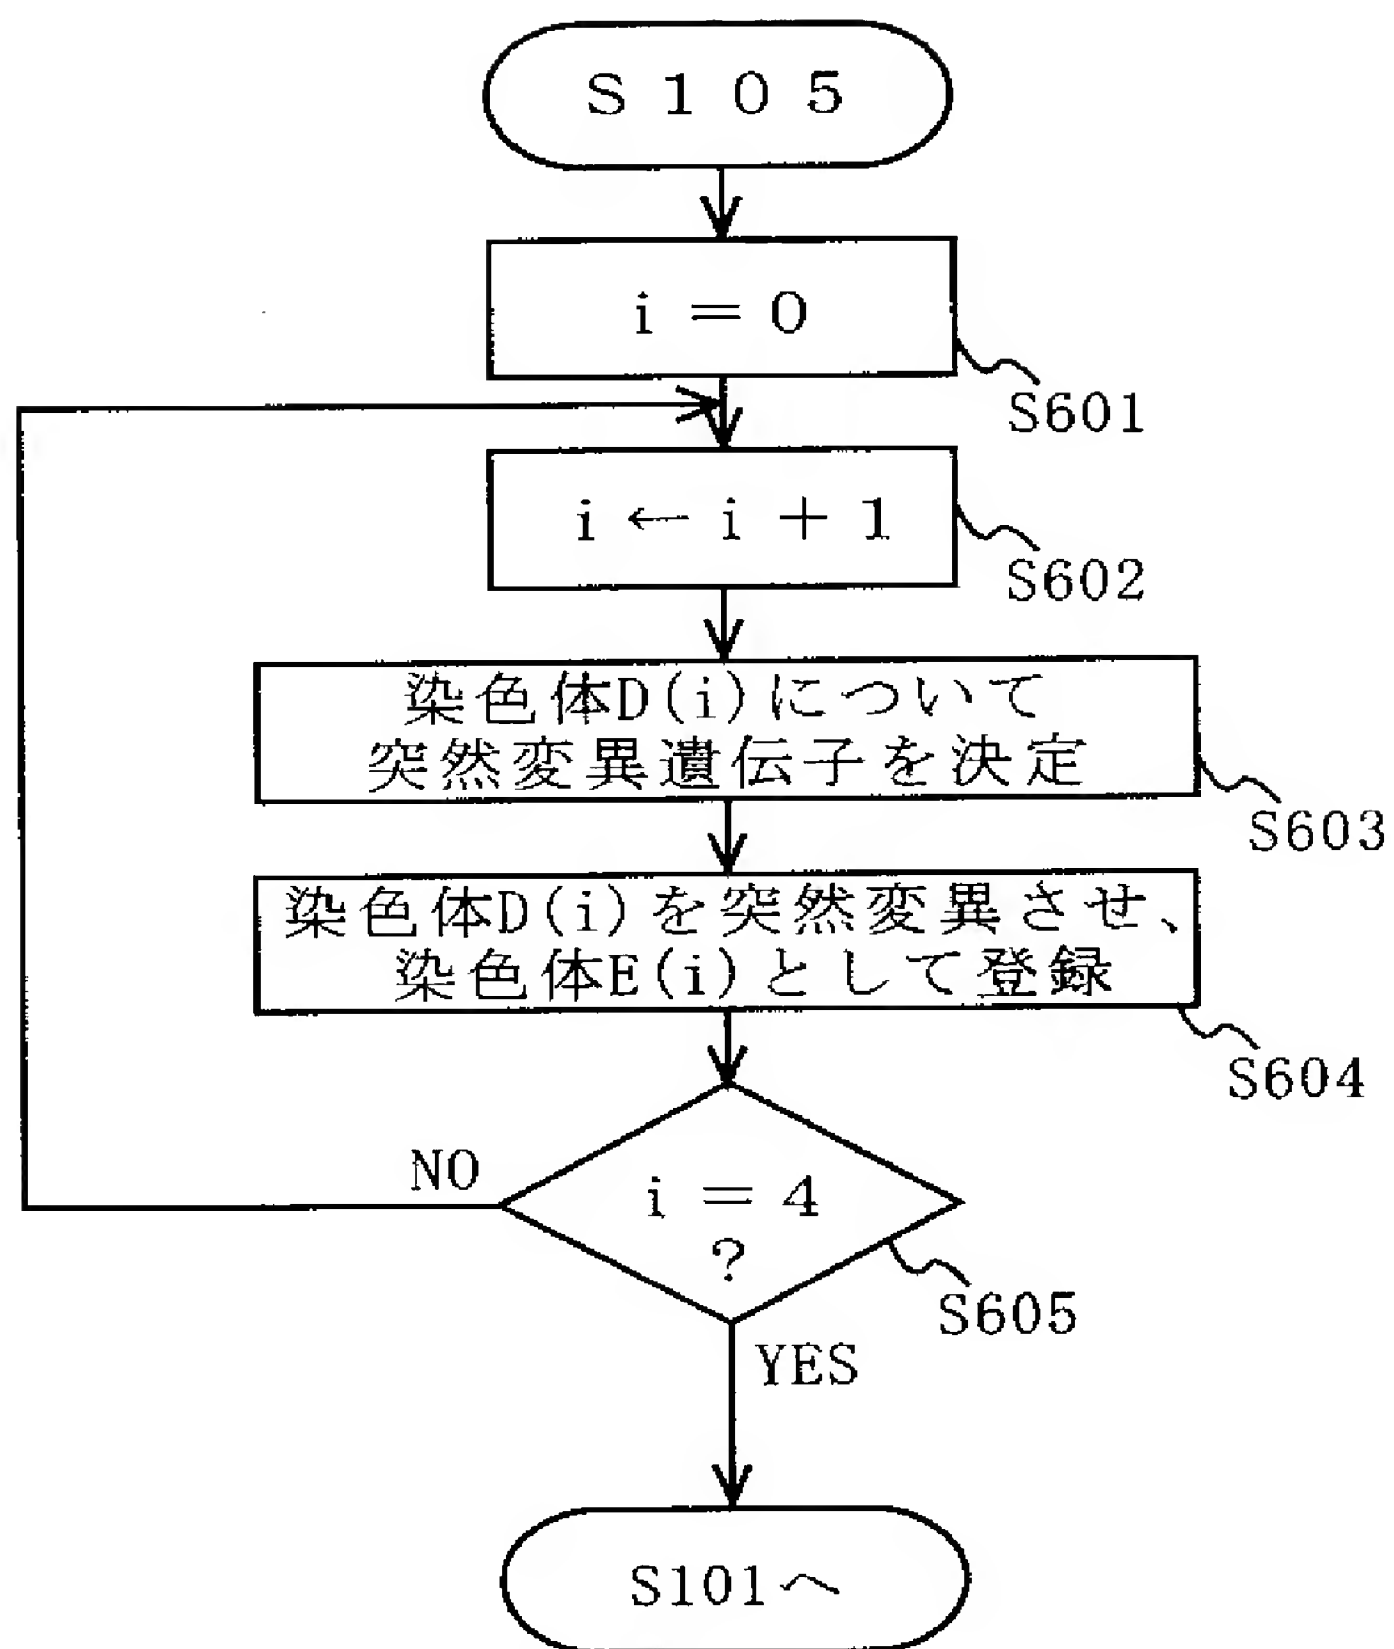 S105
i = 0
S601
i ← i + 1
S602
染色体D(i)について
突然変異遺伝子を決定
S603
染色体D(i)を突然変異させ、
染色体E(i)として登録
S604
NO
i = 4
?
S605
YES
S101へ